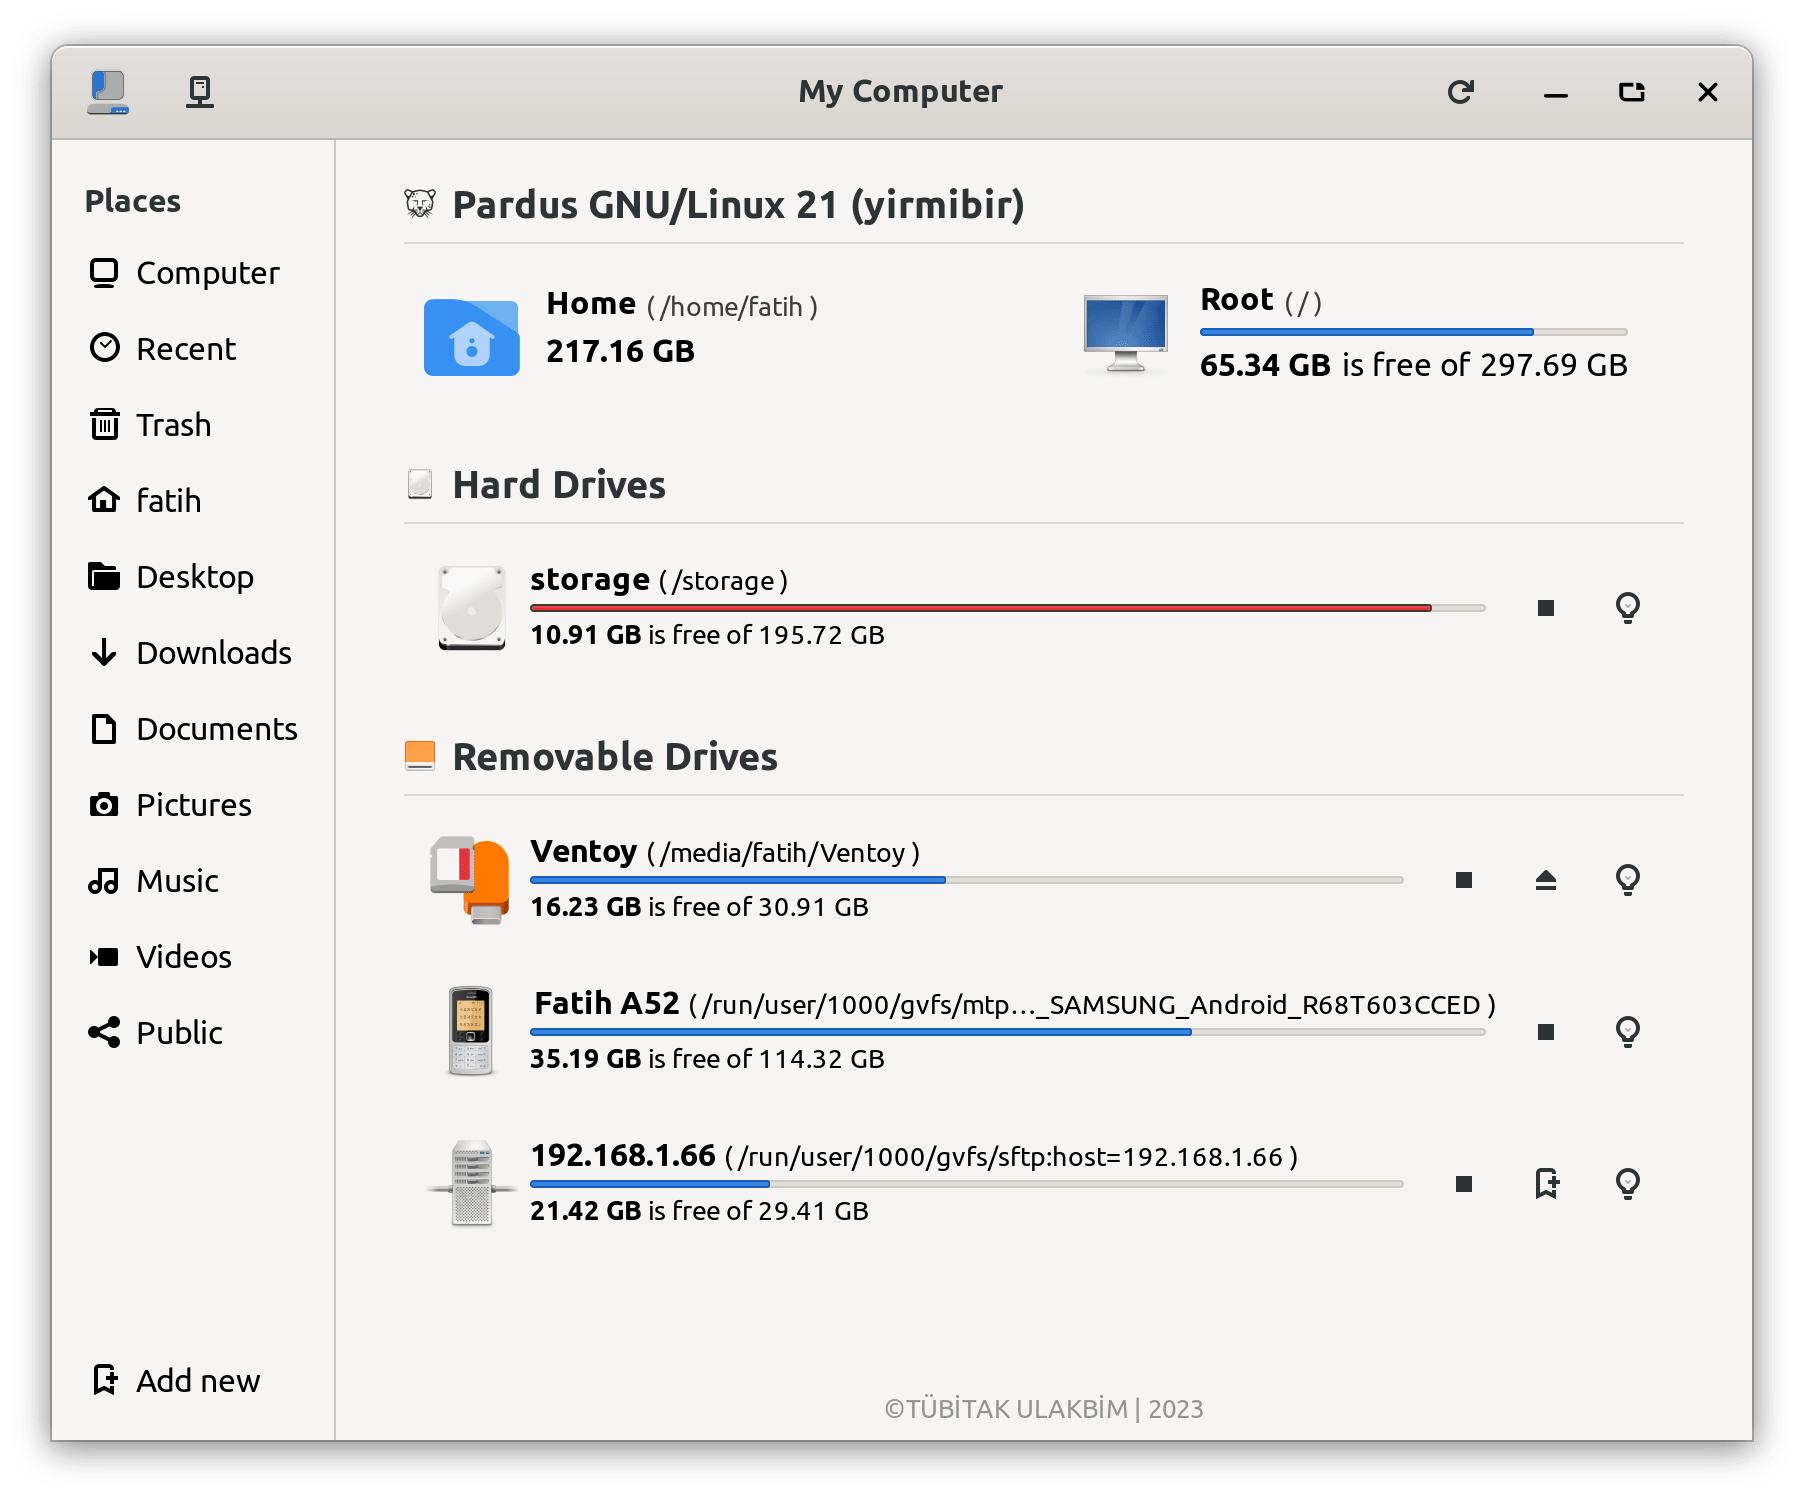 My Computer
Places
Computer
Recent
Trash
fatih
Desktop
Downloads
Documents
Pictures
Music
Videos
Public
Add new
Pardus GNU/Linux 21 (yirmibir)
Home ( /home/fatih )
217.16 GB
Root ( / )
65.34 GB is free of 297.69 GB
Hard Drives
storage ( /storage )
10.91 GB is free of 195.72 GB
Removable Drives
Ventoy ( /media/fatih/Ventoy )
16.23 GB is free of 30.91 GB
Fatih A52 ( /run/user/1000/gvfs/mtp…_SAMSUNG_Android_R68T603CCED )
35.19 GB is free of 114.32 GB
192.168.1.66 ( /run/user/1000/gvfs/sftp:host=192.168.1.66 )
21.42 GB is free of 29.41 GB
©TÜBİTAK ULAKBİM | 2023